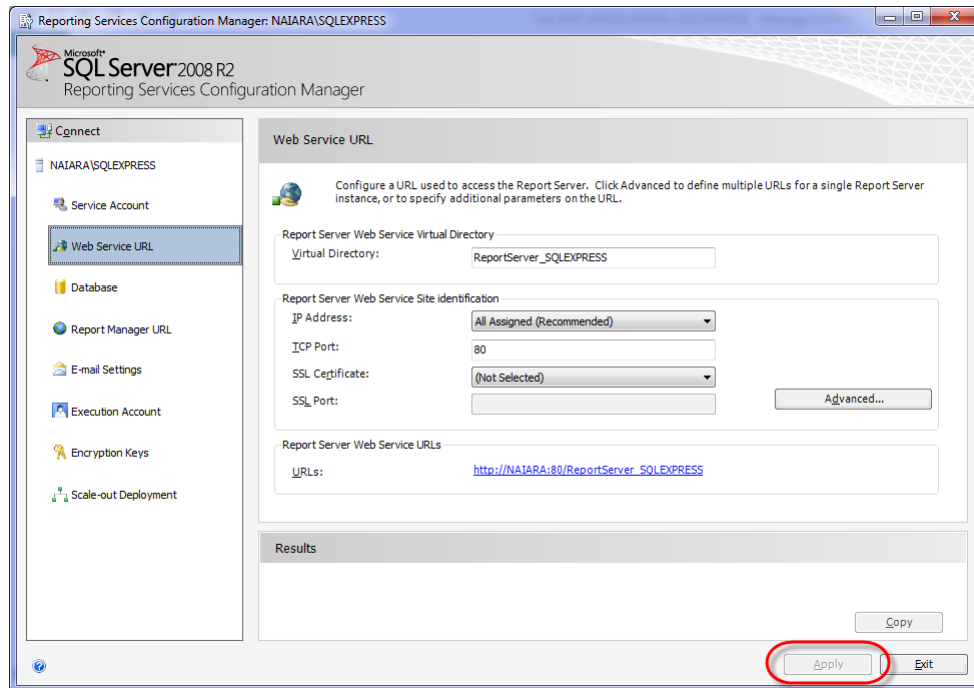 Reporting Services Configuration Manager: NAIARA\SQLEXPRESS
Microsoft®
SQL Server 2008 R2
Reporting Services Configuration Manager
Connect
NAIARA\SQLEXPRESS
Service Account
Web Service URL
Database
Report Manager URL
E-mail Settings
Execution Account
Encryption Keys
Scale-out Deployment
Web Service URL
Configure a URL used to access the Report Server. Click Advanced to define multiple URLs for a single Report Server
instance, or to specify additional parameters on the URL.
Report Server Web Service Virtual Directory
Virtual Directory:
ReportServer_SQLEXPRESS
Report Server Web Service Site identification
IP Address:
All Assigned (Recommended)
TCP Port:
80
SSL Certificate:
(Not Selected)
SSL Port:
Advanced...
Report Server Web Service URLs
URLs:
http://NAIARA:80/ReportServer_SQLEXPRESS
Results
Copy
Apply
Exit